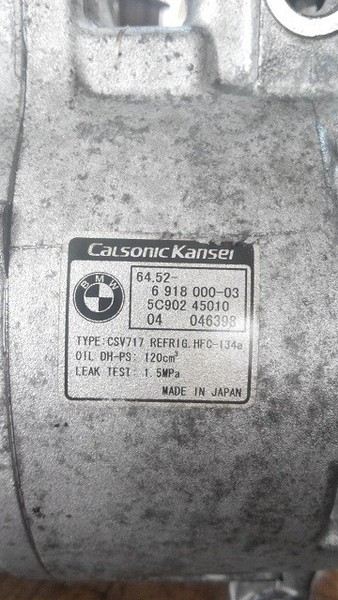 CalsonicKansei
BMW
64.52-
6 918 000-03
5C902 45010
04 046398
TYPE:CSV717 REFRIG.HFC-134a
OIL DH-PS: 120cm³
LEAK TEST: 1.5MPa
MADE IN JAPAN